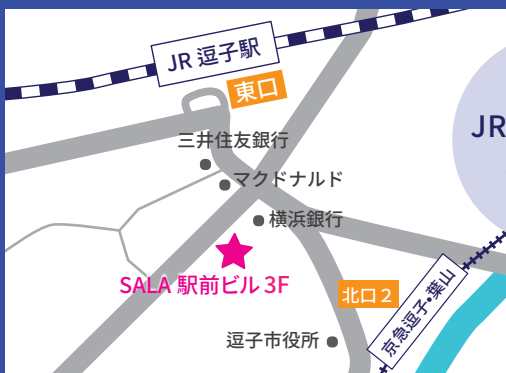 JR 逗子駅
東口
JR
三井住友銀行
マクドナルド
横浜銀行
SALA 駅前ビル 3F
北口 2
京急逗子・葉山
逗子市役所